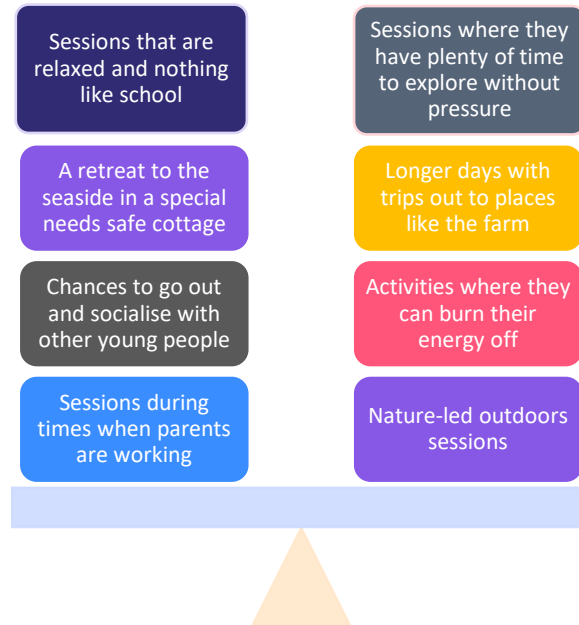 Sessions that are
relaxed and nothing
like school
Sessions where they
have plenty of time
to explore without
pressure
A retreat to the
seaside in a special
needs safe cottage
Longer days with
trips out to places
like the farm
Chances to go out
and socialise with
other young people
Activities where they
can burn their
energy off
Sessions during
times when parents
are working
Nature-led outdoors
sessions